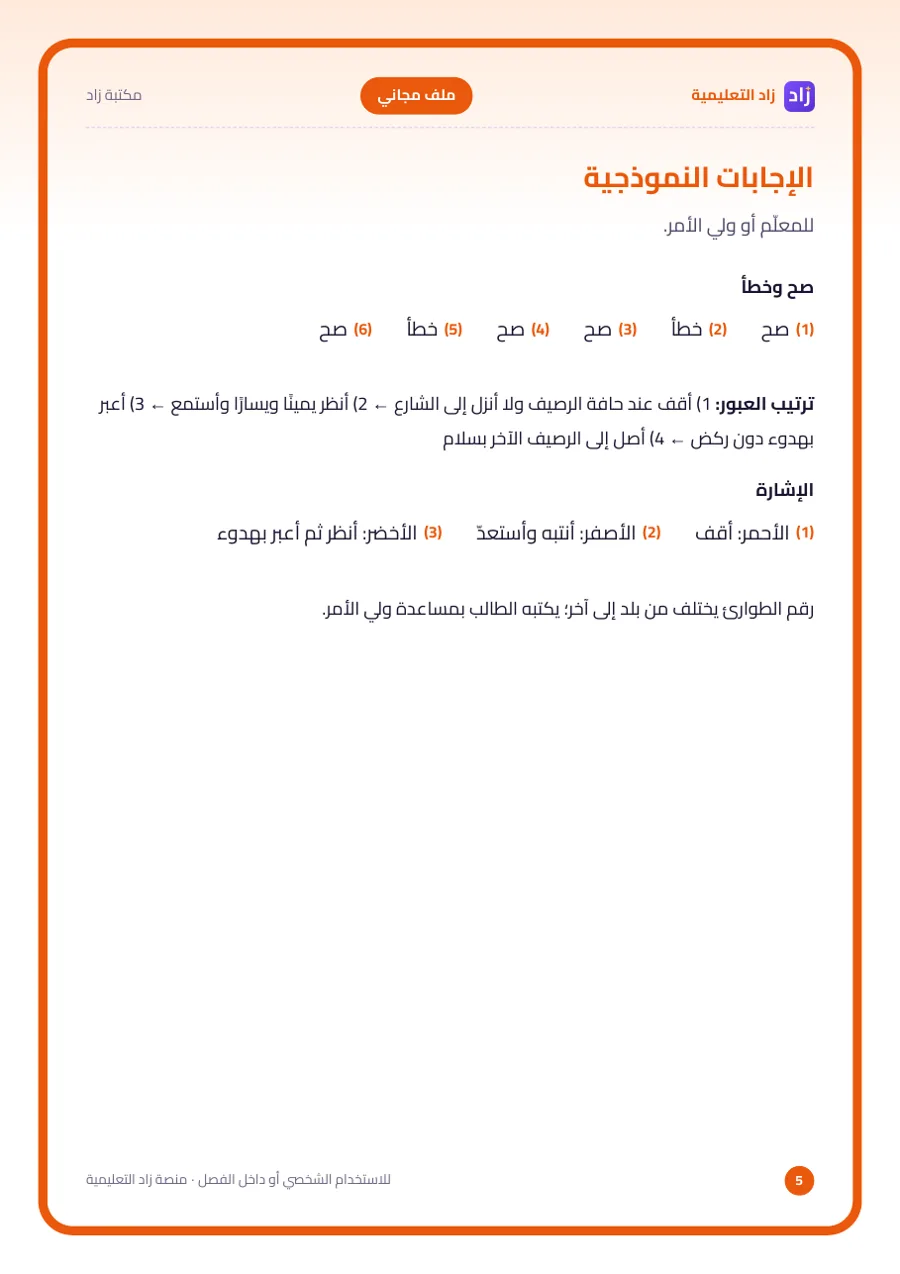 زاد زاد التعليمية
ملف مجاني
مكتبة زاد
الإجابات النموذجية
للمعلّم أو ولي الأمر.
صح وخطأ
(1) صح (2) خطأ (3) صح (4) صح (5) خطأ (6) صح
ترتيب العبور: 1) أقف عند حافة الرصيف ولا أنزل إلى الشارع ← 2) أنظر يمينًا ويسارًا وأستمع ← 3) أعبر
بهدوء دون ركض ← 4) أصل إلى الرصيف الآخر بسلام
الإشارة
(1) الأحمر: أقف (2) الأصفر: أنتبه وأستعدّ (3) الأخضر: أنظر ثم أعبر بهدوء
رقم الطوارئ يختلف من بلد إلى آخر؛ يكتبه الطالب بمساعدة ولي الأمر.
5
للاستخدام الشخصي أو داخل الفصل · منصة زاد التعليمية